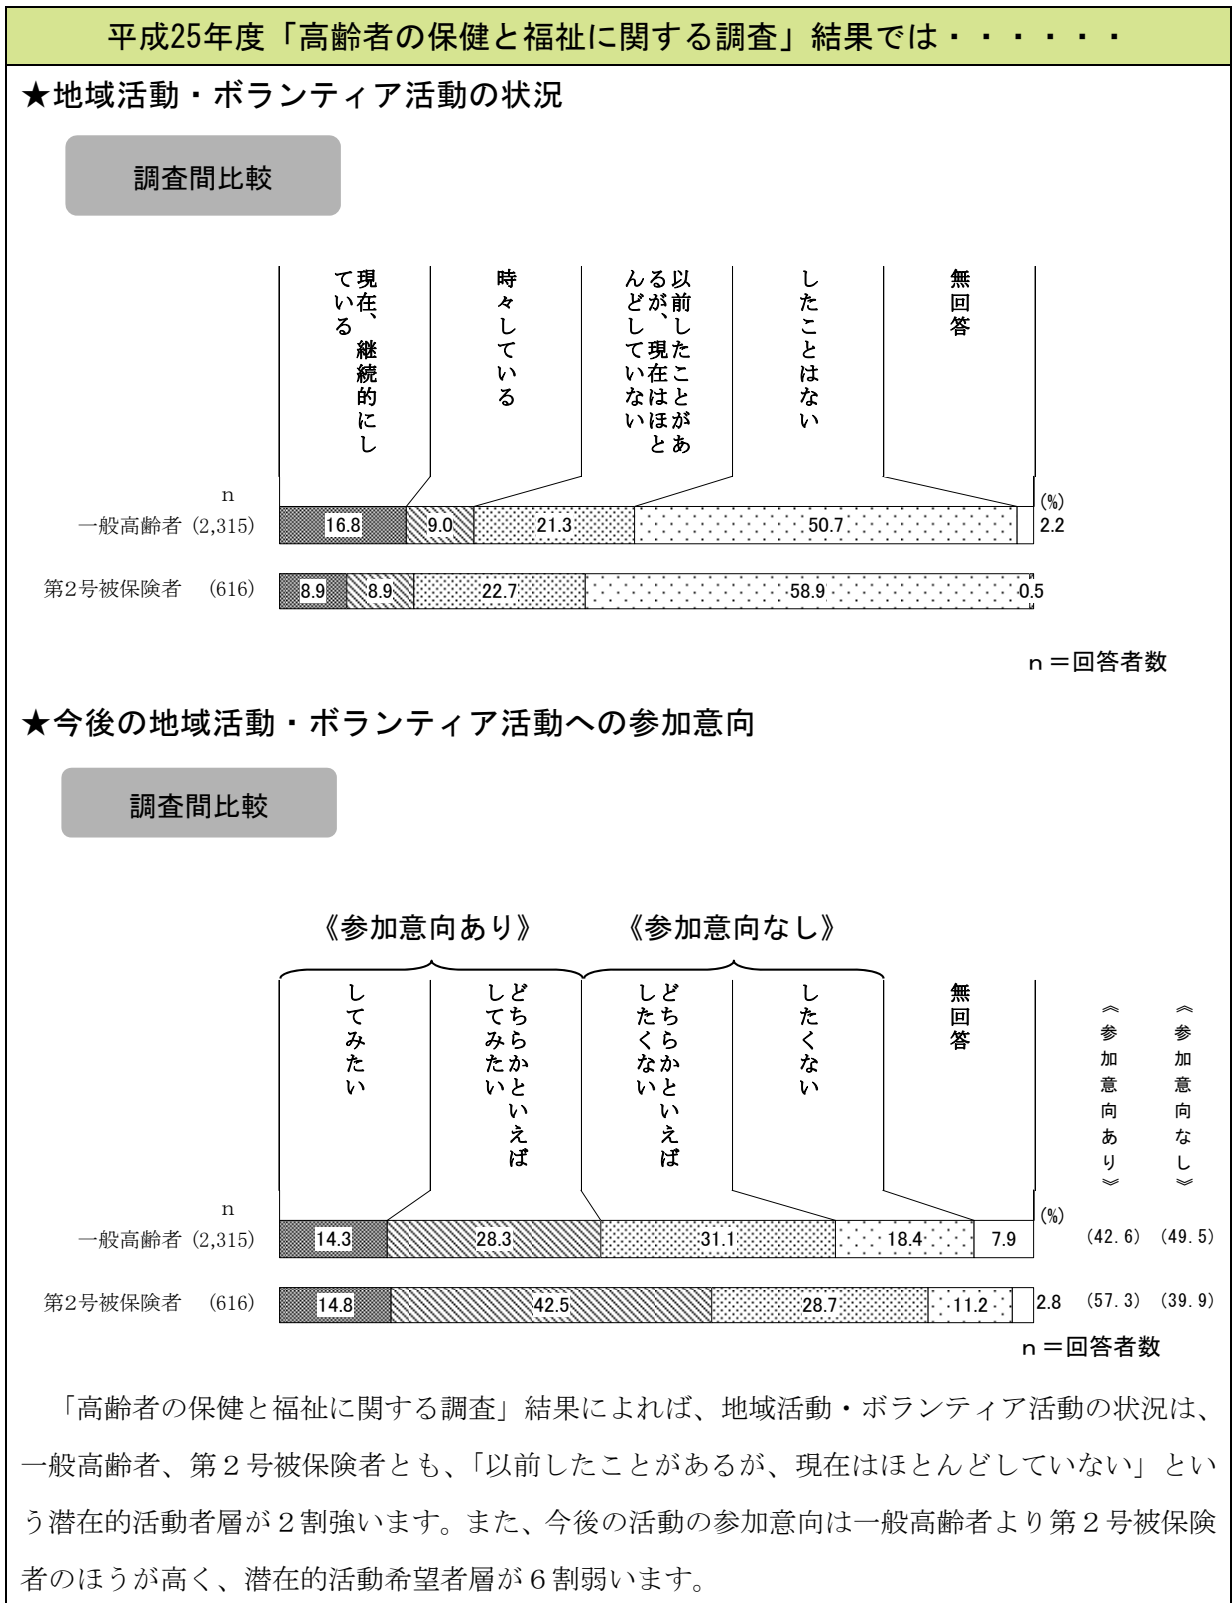 平成25年度「高齢者の保健と福祉に関する調査」結果では・・・・・・
★地域活動・ボランティア活動の状況
調査間比較
現在、継続的にし
ている
時々している
以前したことがあ
るが、現在はほと
んどしていない
したことはない
無回答
n
(%)
一般高齢者 (2,315) 16.8 9.0 21.3 50.7 2.2
第2号被保険者 (616) 8.9 8.9 22.7 58.9 0.5
n＝回答者数
★今後の地域活動・ボランティア活動への参加意向
調査間比較
《参加意向あり》 《参加意向なし》
してみたい
どちらかといえば
してみたい
どちらかといえば
したくない
したくない
無回答
《参加意向あり》
《参加意向なし》
n
(%)
一般高齢者 (2,315) 14.3 28.3 31.1 18.4 7.9 (42.6) (49.5)
第2号被保険者 (616) 14.8 42.5 28.7 11.2 2.8 (57.3) (39.9)
n＝回答者数
「高齢者の保健と福祉に関する調査」結果によれば、地域活動・ボランティア活動の状況は、
一般高齢者、第２号被保険者とも、「以前したことがあるが、現在はほとんどしていない」とい
う潜在的活動者層が２割強います。また、今後の活動の参加意向は一般高齢者より第２号被保険
者のほうが高く、潜在的活動希望者層が６割弱います。